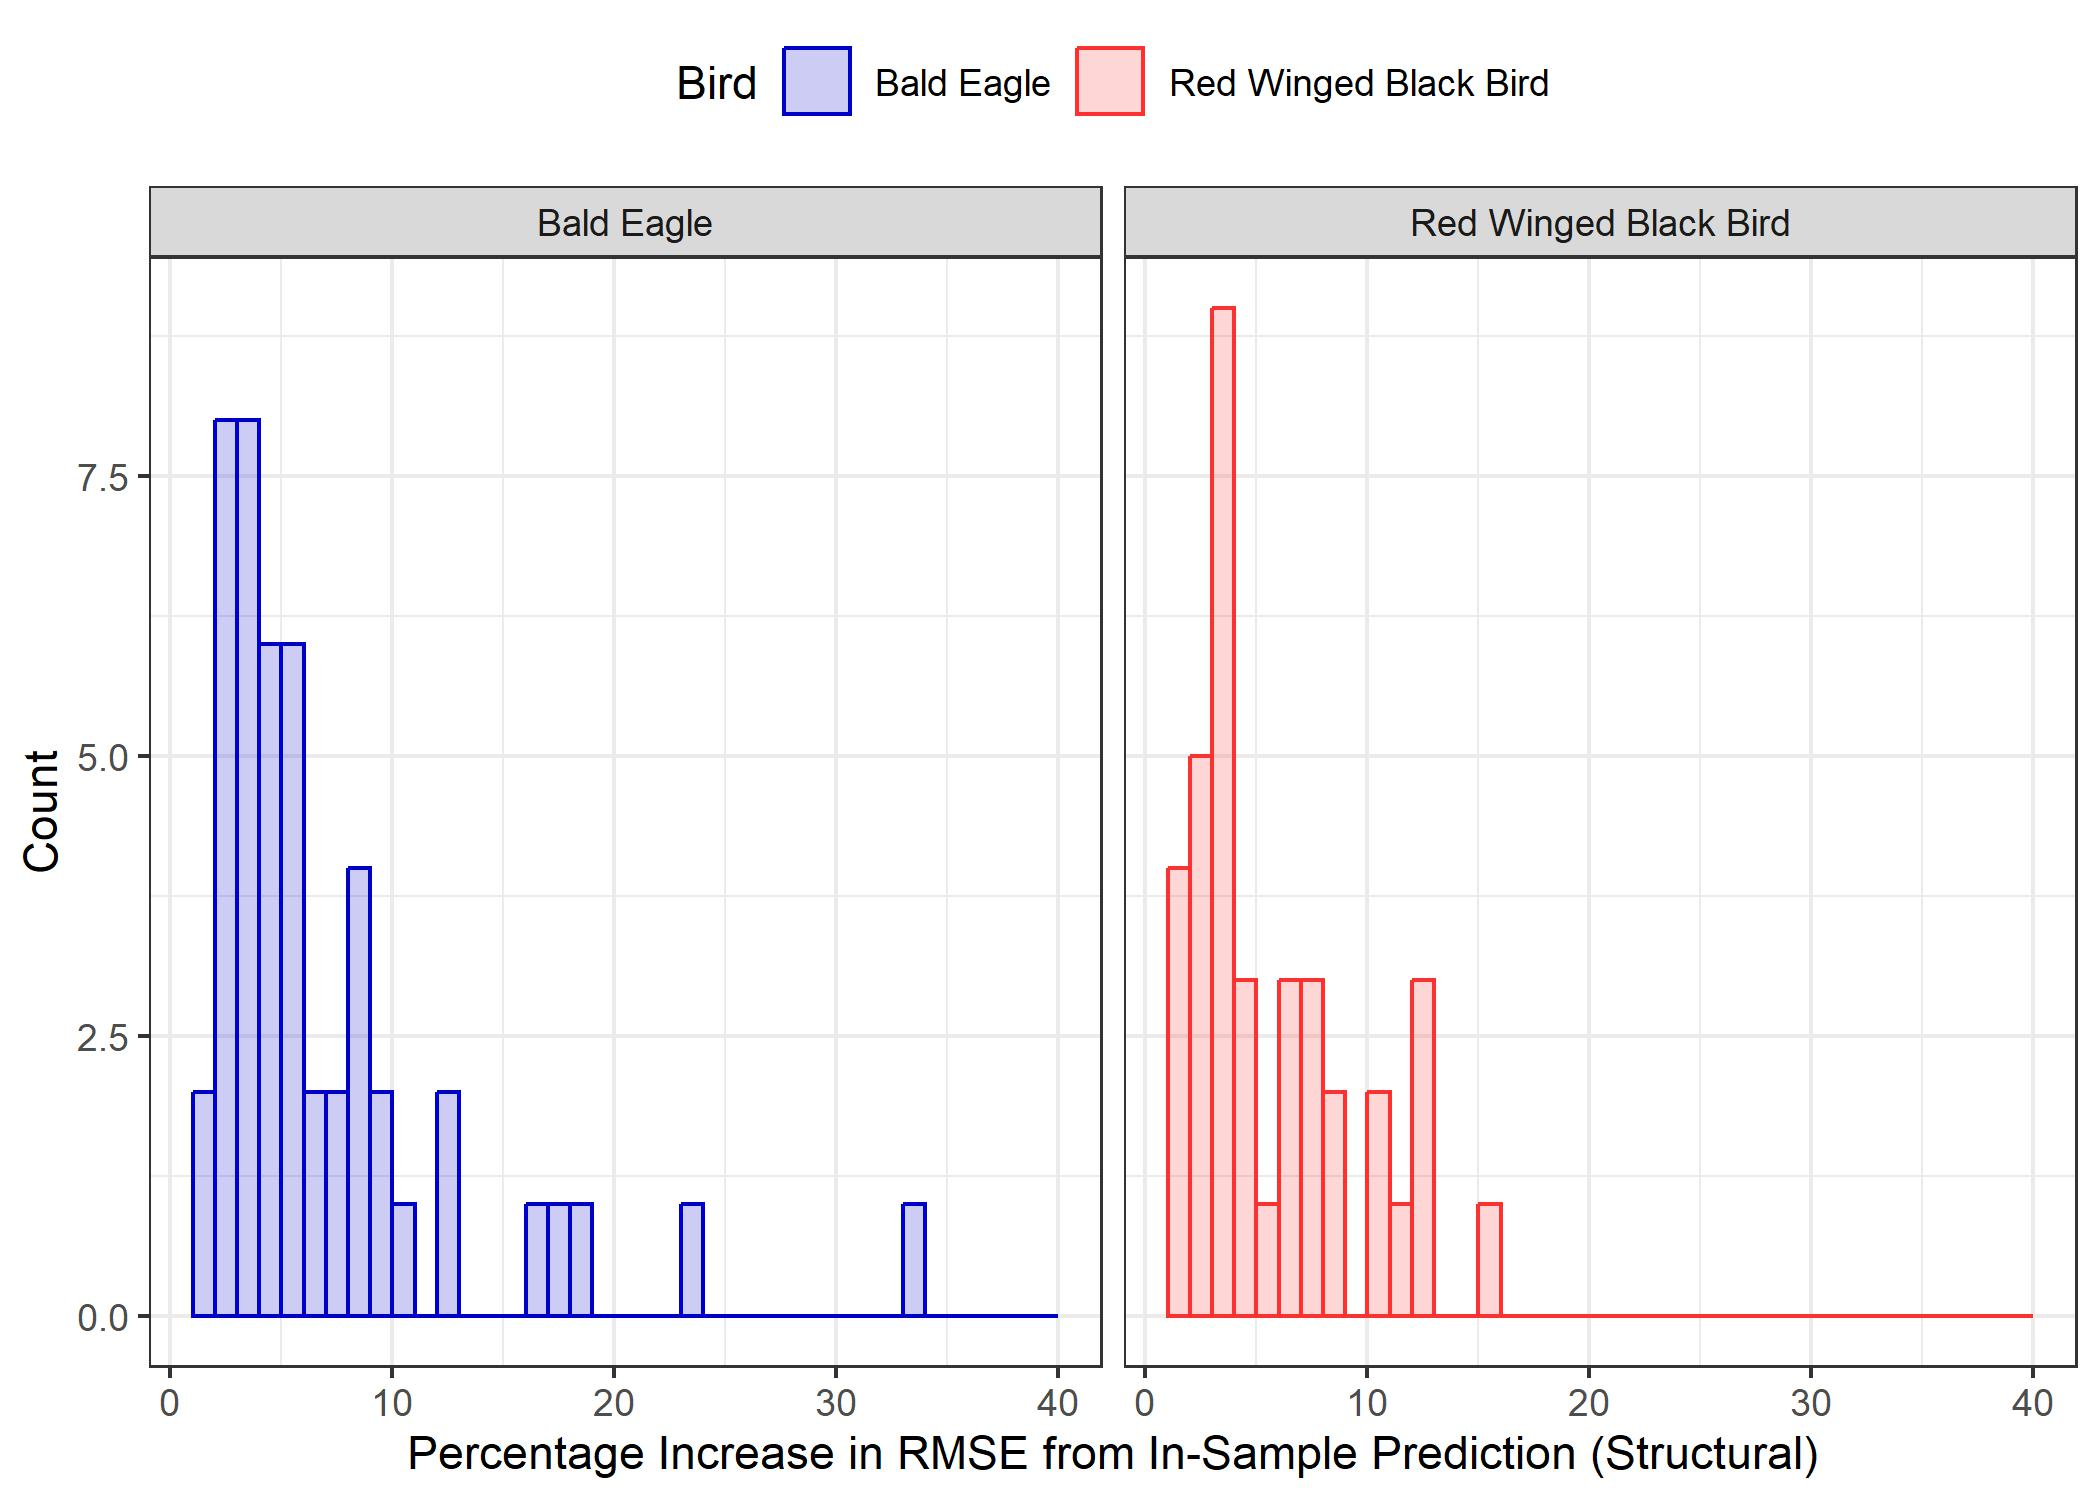 Bird Bald Eagle Red Winged Black Bird
Bald Eagle Red Winged Black Bird
Count
7.5
5.0
2.5
0.0
0 10 20 30 40 0 10 20 30 40
Percentage Increase in RMSE from In-Sample Prediction (Structural)